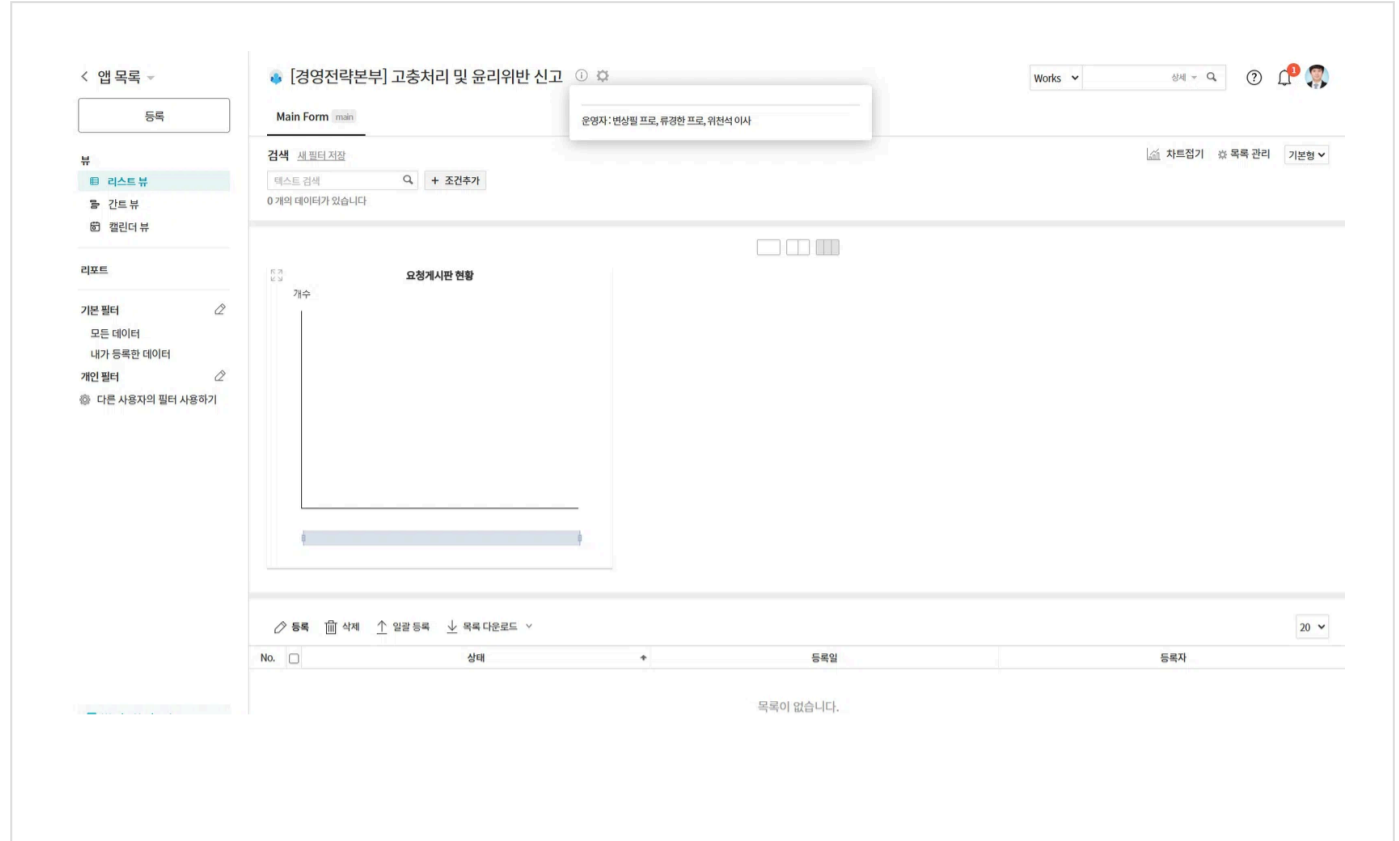 앱 목록
등록
뷰
리스트 뷰
간트 뷰
캘린더 뷰
리포트
기본 필터
모든 데이터
내가 등록한 데이터
개인 필터
다른 사용자의 필터 사용하기
[경영전략본부] 고충처리 및 윤리위반 신고
Works 상세 1
Main Form main
운영자 : 변상필 프로, 류경한 프로, 위천석 이사
검색 새 필터 저장
차트접기 목록 관리 기본형
텍스트 검색 + 조건추가
0 개의 데이터가 있습니다
요청게시판 현황
개수
등록 삭제 일괄 등록 목록 다운로드
20
No. 상태 등록일 등록자
목록이 없습니다.